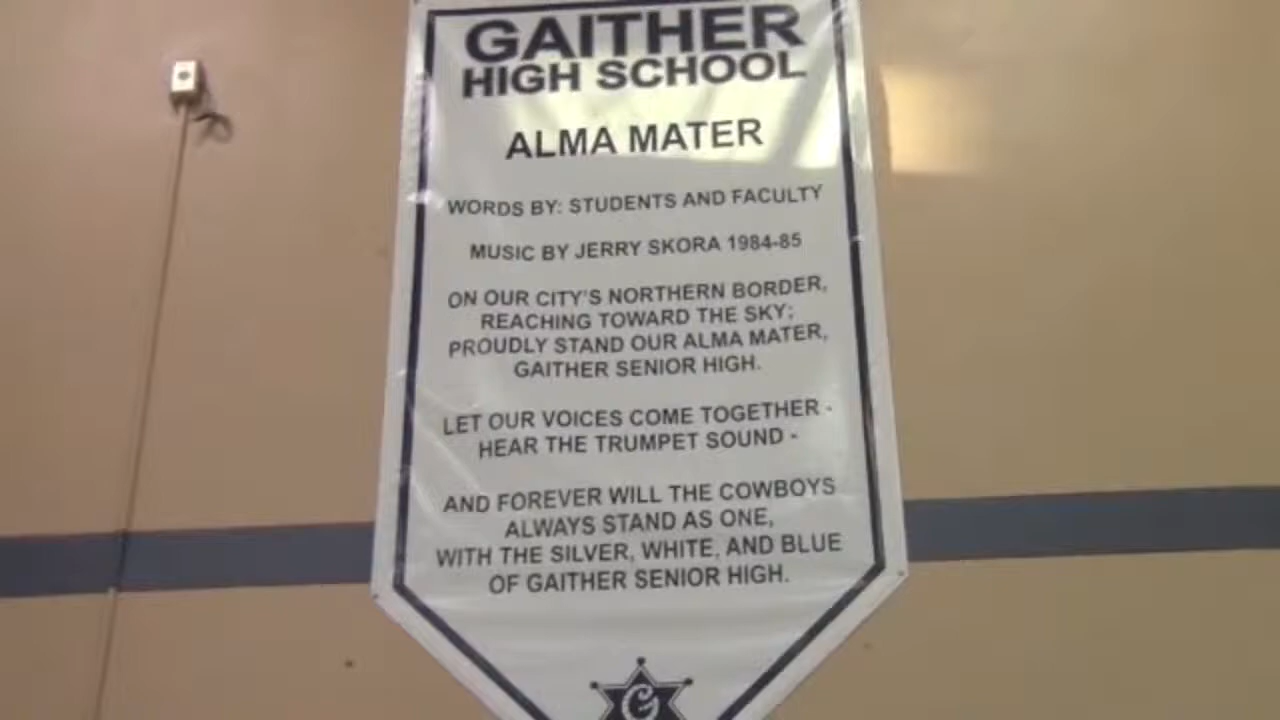 GAITHER
HIGH SCHOOL
ALMA MATER
WORDS BY: STUDENTS AND FACULTY
MUSIC BY JERRY SKORA 1984-85
ON OUR CITY'S NORTHERN BORDER,
REACHING TOWARD THE SKY;
PROUDLY STAND OUR ALMA MATER,
GAITHER SENIOR HIGH.
LET OUR VOICES COME TOGETHER -
HEAR THE TRUMPET SOUND -
AND FOREVER WILL THE COWBOYS
ALWAYS STAND AS ONE,
WITH THE SILVER, WHITE, AND BLUE
OF GAITHER SENIOR HIGH.
G